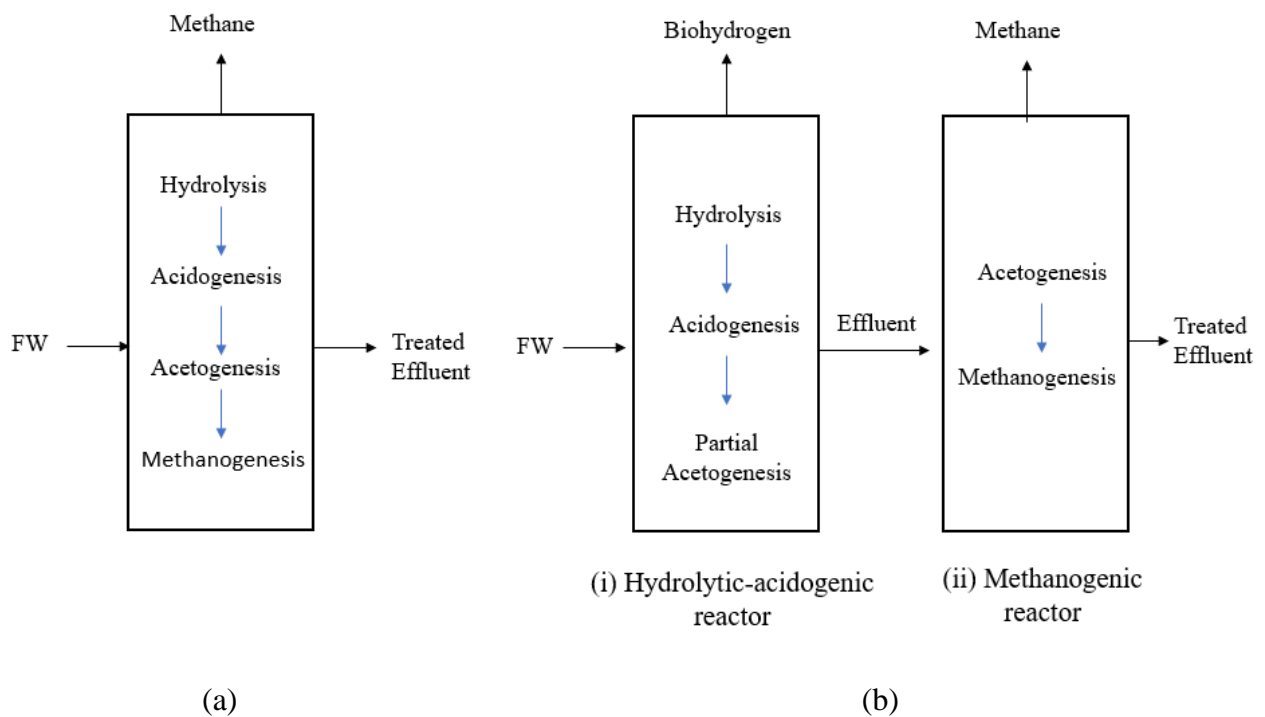 Methane
Hydrolysis
Acidogenesis
FW
Acetogenesis
Methanogenesis
Treated
Effluent
(a)
Biohydrogen
Hydrolysis
FW
Acidogenesis
Partial
Acetogenesis
Effluent
(i) Hydrolytic-acidogenic
reactor
Methane
Acetogenesis
Methanogenesis
Treated
Effluent
(ii) Methanogenic
reactor
(b)